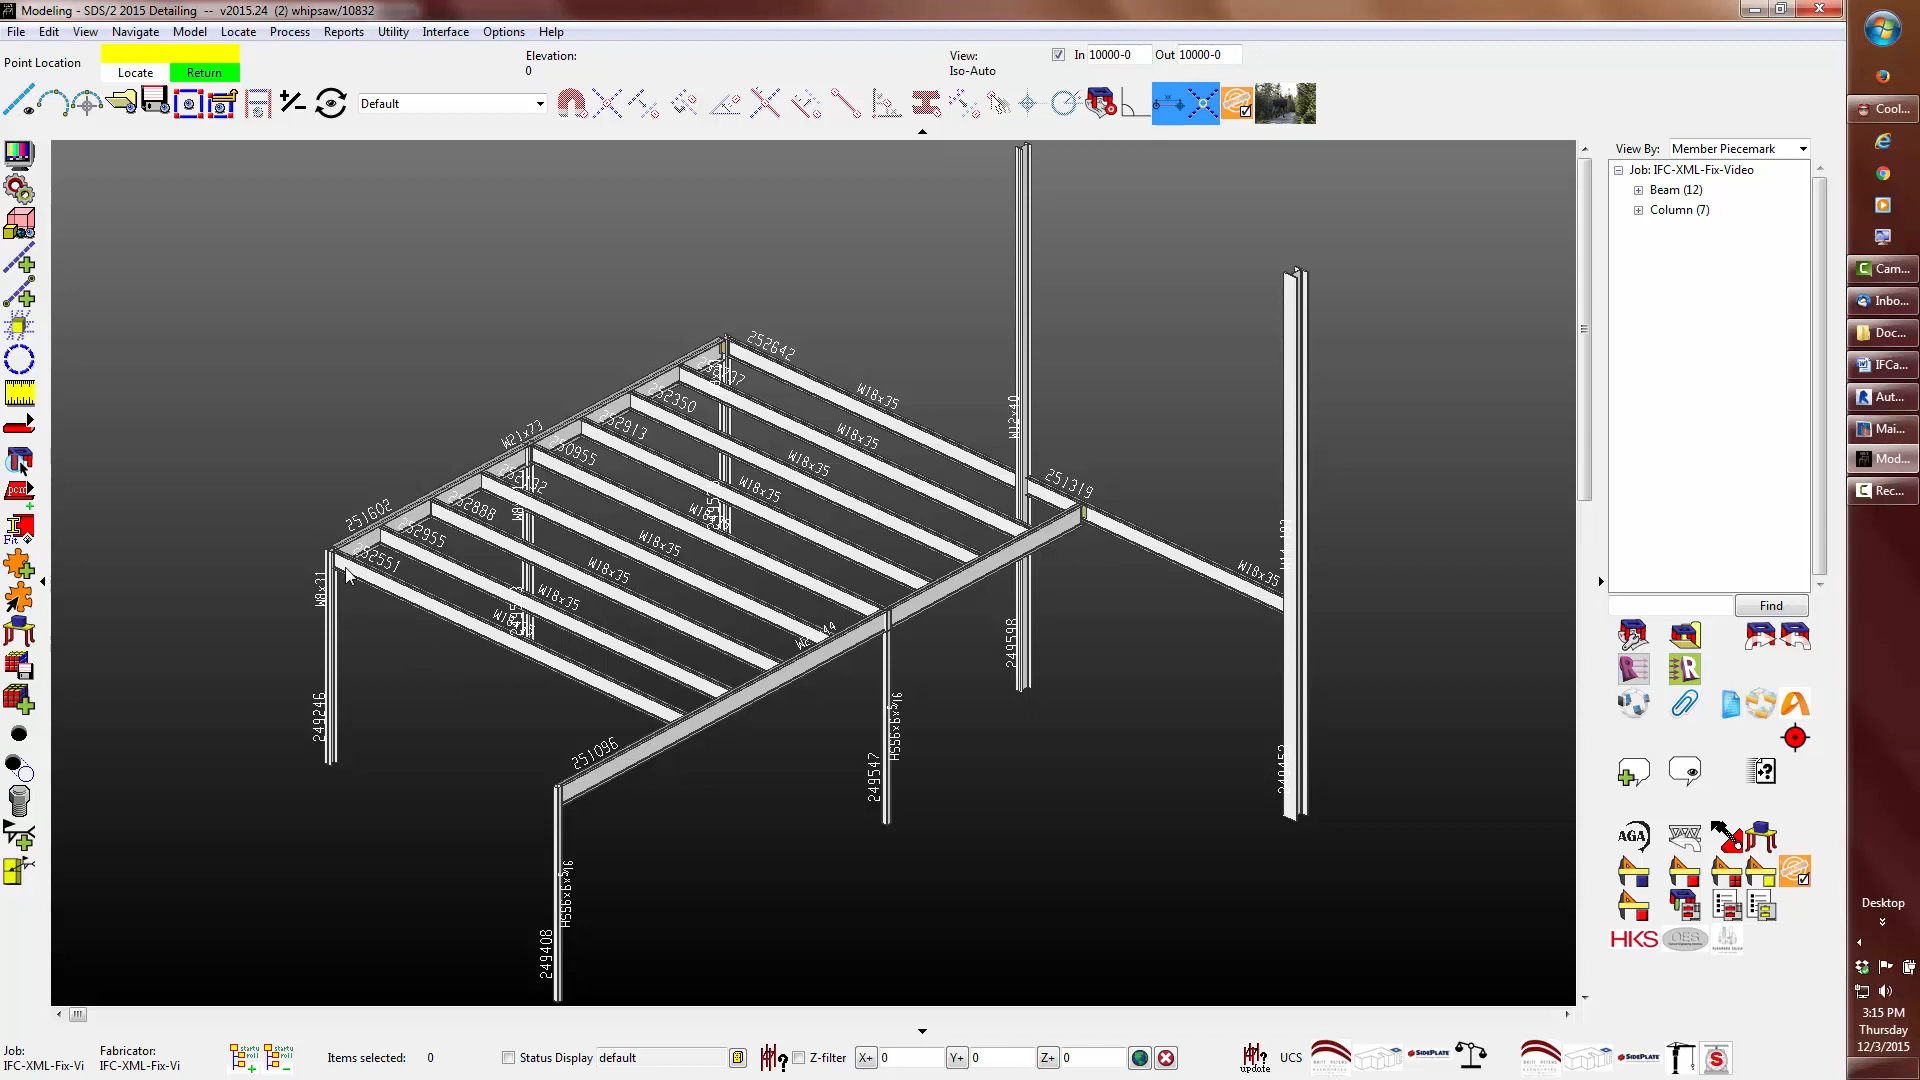 Modeling - SDS/2 2015 Detailing -- v2015.24 (2) whipsaw/10832
File Edit View Navigate Model Locate Process Reports Utility Interface Options Help
Point Location
Locate Return
Elevation:
0
View:
Iso-Auto
In 10000-0 Out 10000-0
Default
View By: Member Piecemark
Job: IFC-XML-Fix-Video
Beam (12)
Column (7)
Find
252642
W18x35
252350
W18x35
252913
W18x35
W21x73
250955
W18x35
W12x40
251319
252888
W18x35
251602
252955
W18x35
252551
W18x35
W18x35
W8x31
249246
251096
249547
HSS6x6x5/16
249598
249408
HSS6x6x5/16
pcm
Fit
AGA
HKS
OES
Cool...
Cam...
Inbo...
Doc...
IFCa...
Aut...
Mai...
Mod...
Rec...
Desktop
3:15 PM
Thursday
12/3/2015
Job:
IFC-XML-Fix-Vi
Fabricator:
IFC-XML-Fix-Vi
Items selected: 0
Status Display default
Z-filter
X+ 0 Y+ 0 Z+ 0
update
UCS
SIDEPLATE
SIDEPLATE